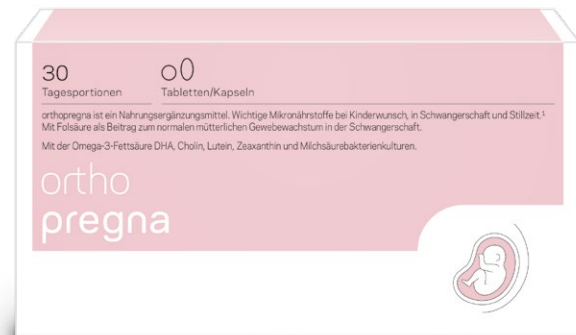 30
Tagesportionen
Tabletten/Kapseln
orthopregna ist ein Nahrungsergänzungsmittel. Wichtige Mikronährstoffe bei Kinderwunsch, in Schwangerschaft und Stillzeit.¹
Mit Folsäure als Beitrag zum normalen mütterlichen Gewebewachstum in der Schwangerschaft.
Mit der Omega-3-Fettsäure DHA, Cholin, Lutein, Zeaxanthin und Milchsäurebakterienkulturen.
ortho
pregna